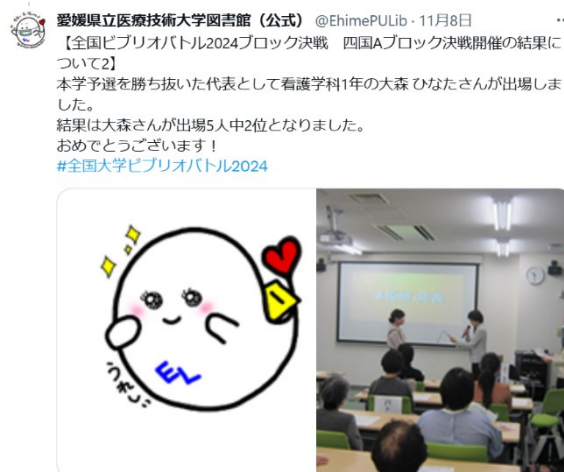 愛媛県立医療技術大学図書館（公式） @EhimePULib · 11月8日
【全国ビブリオバトル2024ブロック決戦　四国Aブロック決戦開催の結果に
ついて2】
本学予選を勝ち抜いた代表として看護学科1年の大森 ひなたさんが出場しま
した。
結果は大森さんが出場5人中2位となりました。
おめでとうございます！
#全国大学ビブリオバトル2024
うれしい
EL